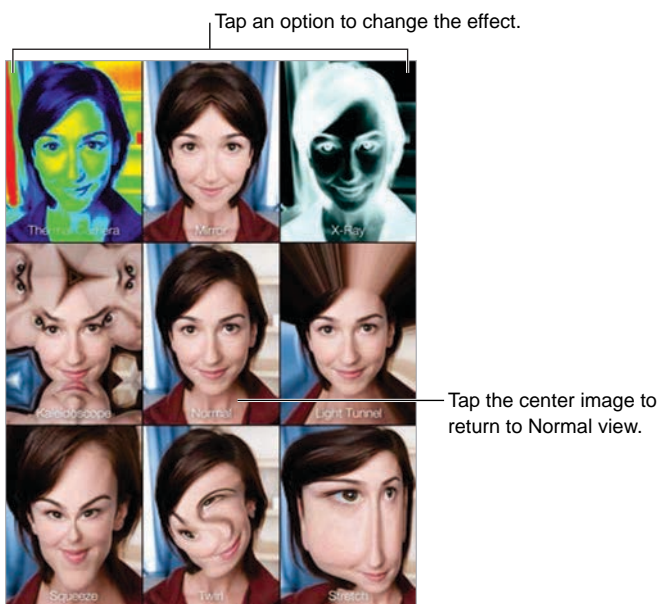 Tap an option to change the effect.
Thermal Camera
Mirror
X-Ray
Kaleidoscope
Normal
Light Tunnel
Tap the center image to
return to Normal view.
Squeeze
Twirl
Stretch